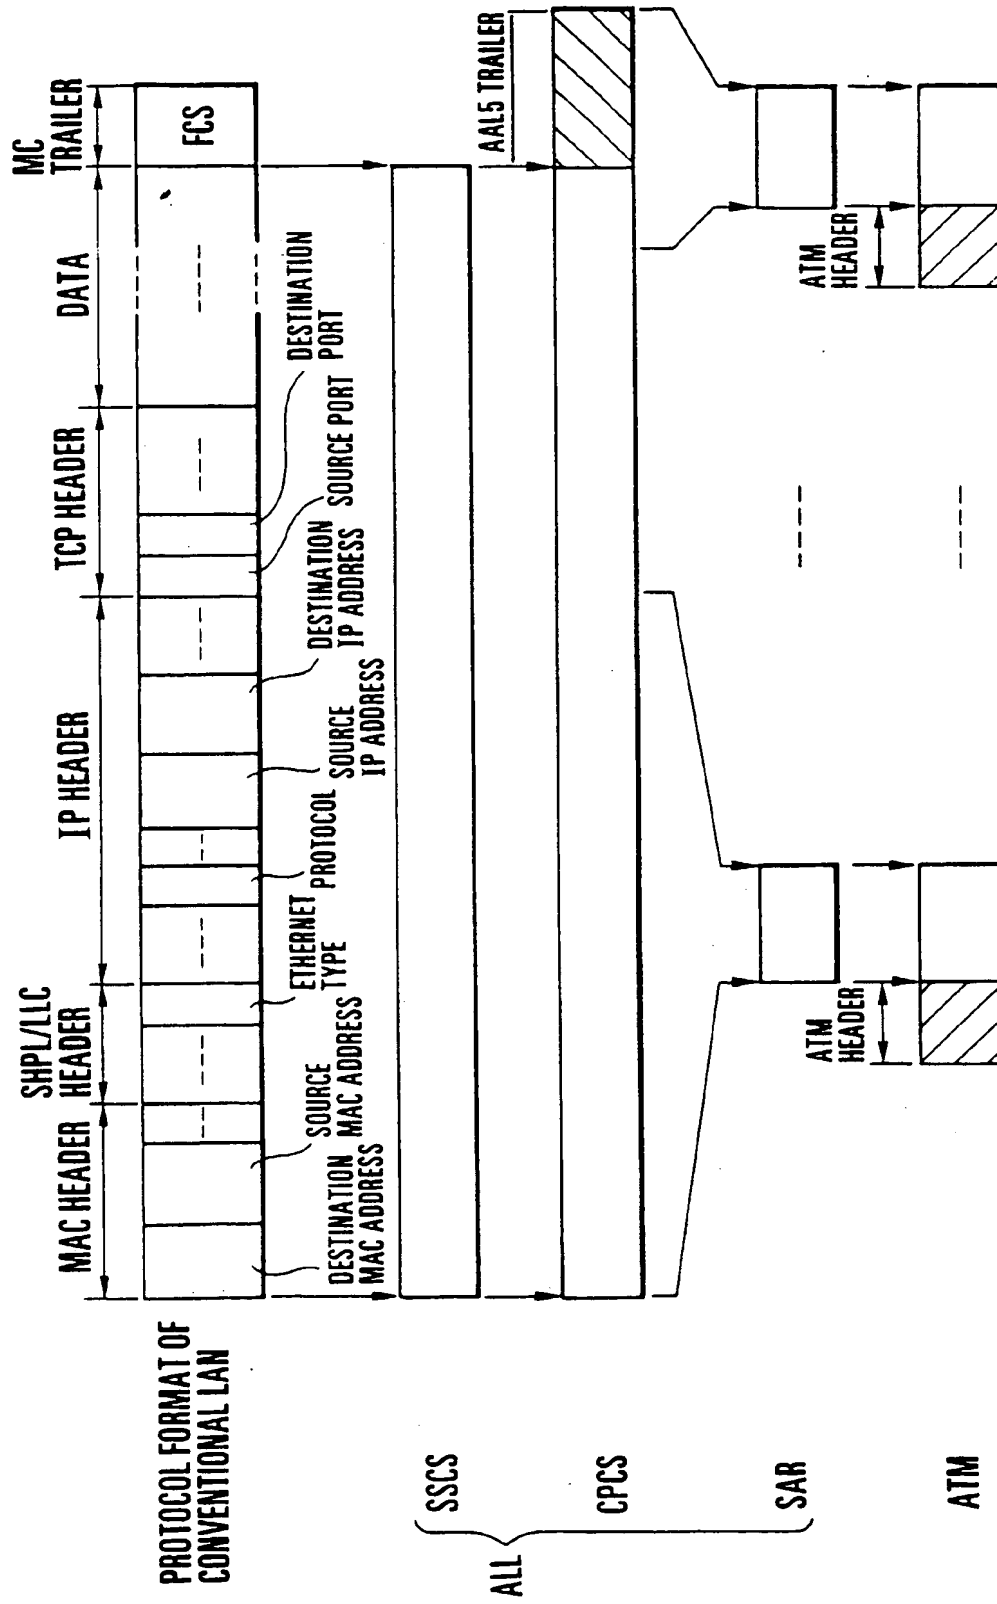 MAC HEADER
SHPL/LLC
HEADER
IP HEADER
TCP HEADER
DATA
MC
TRAILER
PROTOCOL FORMAT OF
CONVENTIONAL LAN
FCS
DESTINATION
MAC ADDRESS
SOURCE
MAC ADDRESS
ETHERNET
TYPE
PROTOCOL
SOURCE
IP ADDRESS
DESTINATION
IP ADDRESS
SOURCE PORT
DESTINATION
PORT
ALL
SSCS
AAL5 TRAILER
CPCS
SAR
ATM
HEADER
ATM
HEADER
ATM